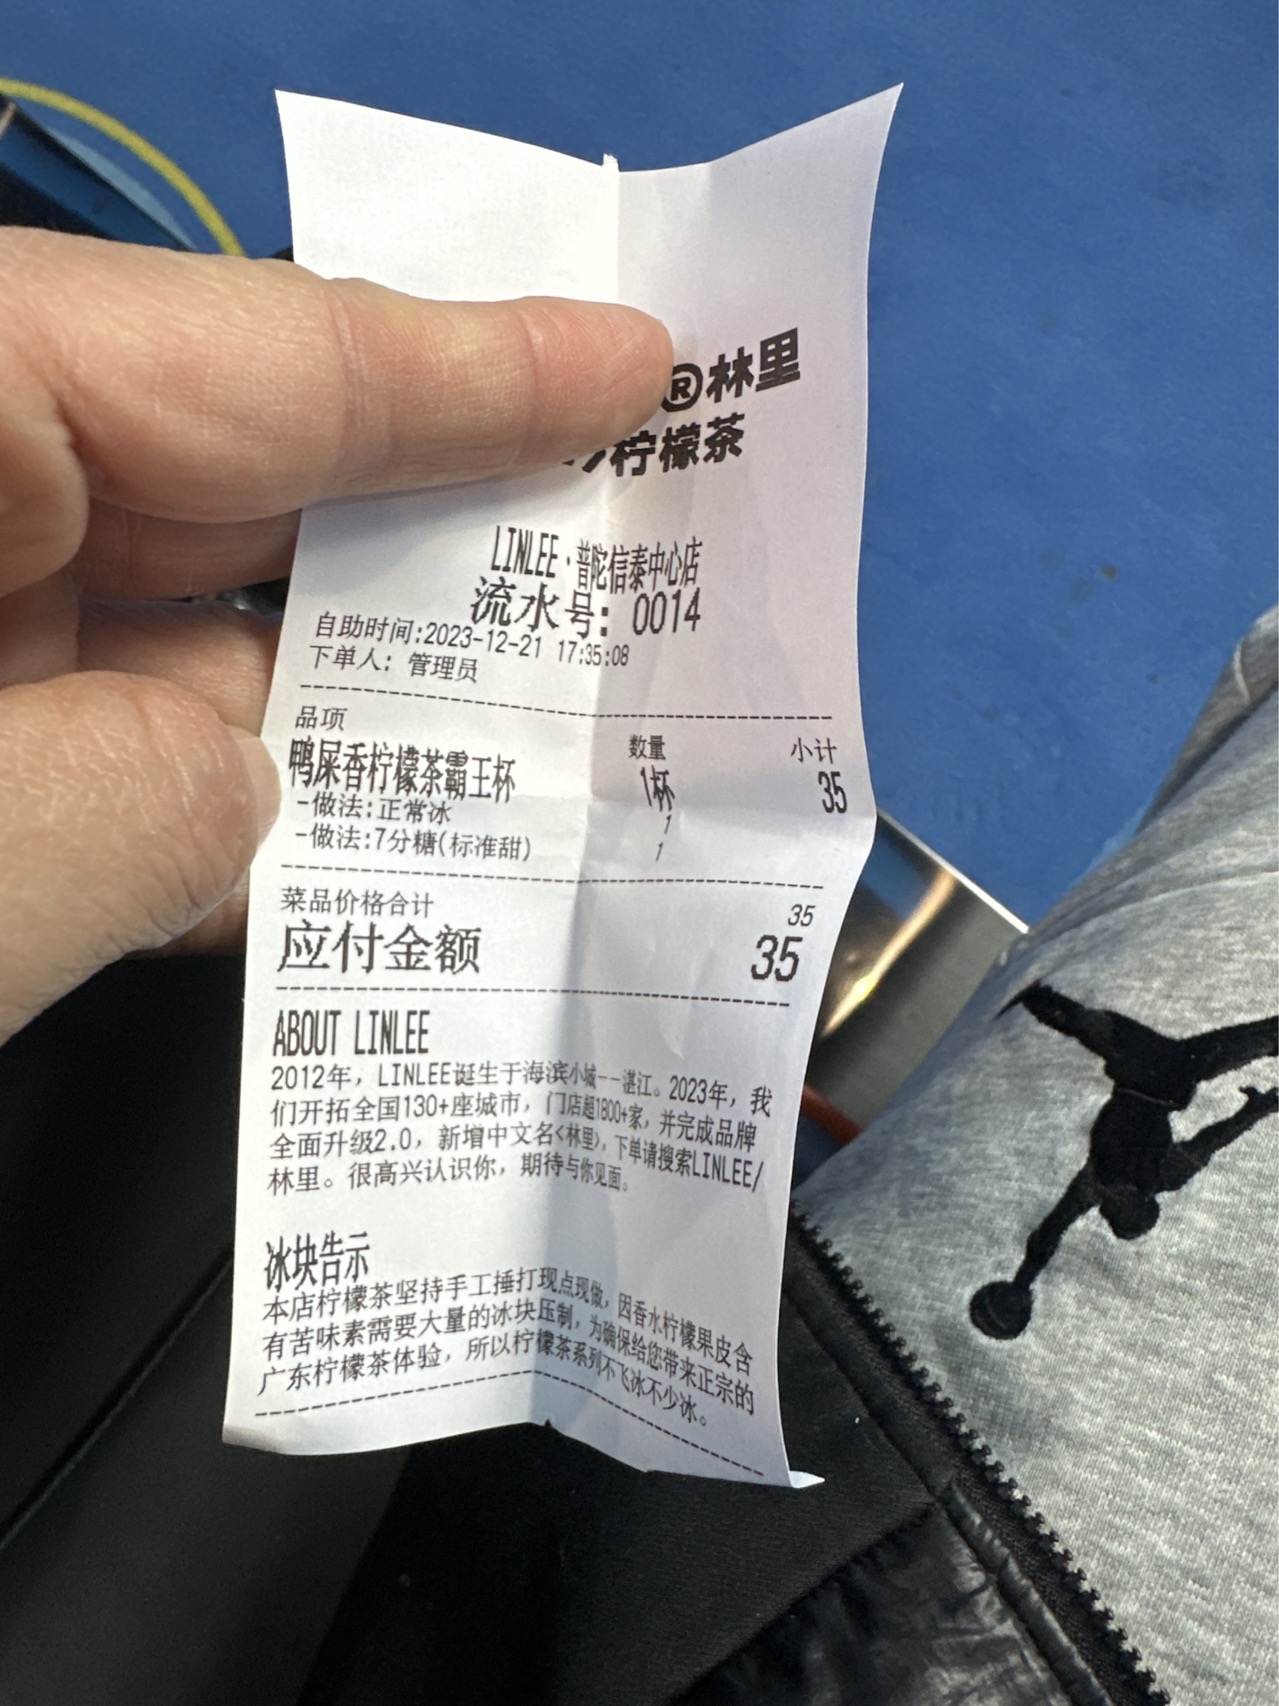 ®林里
柠檬茶
LINLEE·普陀信泰中心店
流水号: 0014
自助时间:2023-12-21 17:35:08
下单人: 管理员
品项 数量 小计
鸭屎香柠檬茶霸王杯 1杯 35
-做法:正常冰 1
-做法:7分糖(标准甜) 1
菜品价格合计 35
应付金额 35
ABOUT LINLEE
2012年，LINLEE诞生于海滨小城--湛江。2023年，我
们开拓全国130+座城市，门店超1800+家，并完成品牌
全面升级2.0，新增中文名<林里>，下单请搜索LINLEE/
林里。很高兴认识你，期待与你见面。
冰块告示
本店柠檬茶坚持手工捶打现点现做，因香水柠檬果皮含
有苦味素需要大量的冰块压制，为确保给您带来正宗的
广东柠檬茶体验，所以柠檬茶系列不飞冰不少冰。